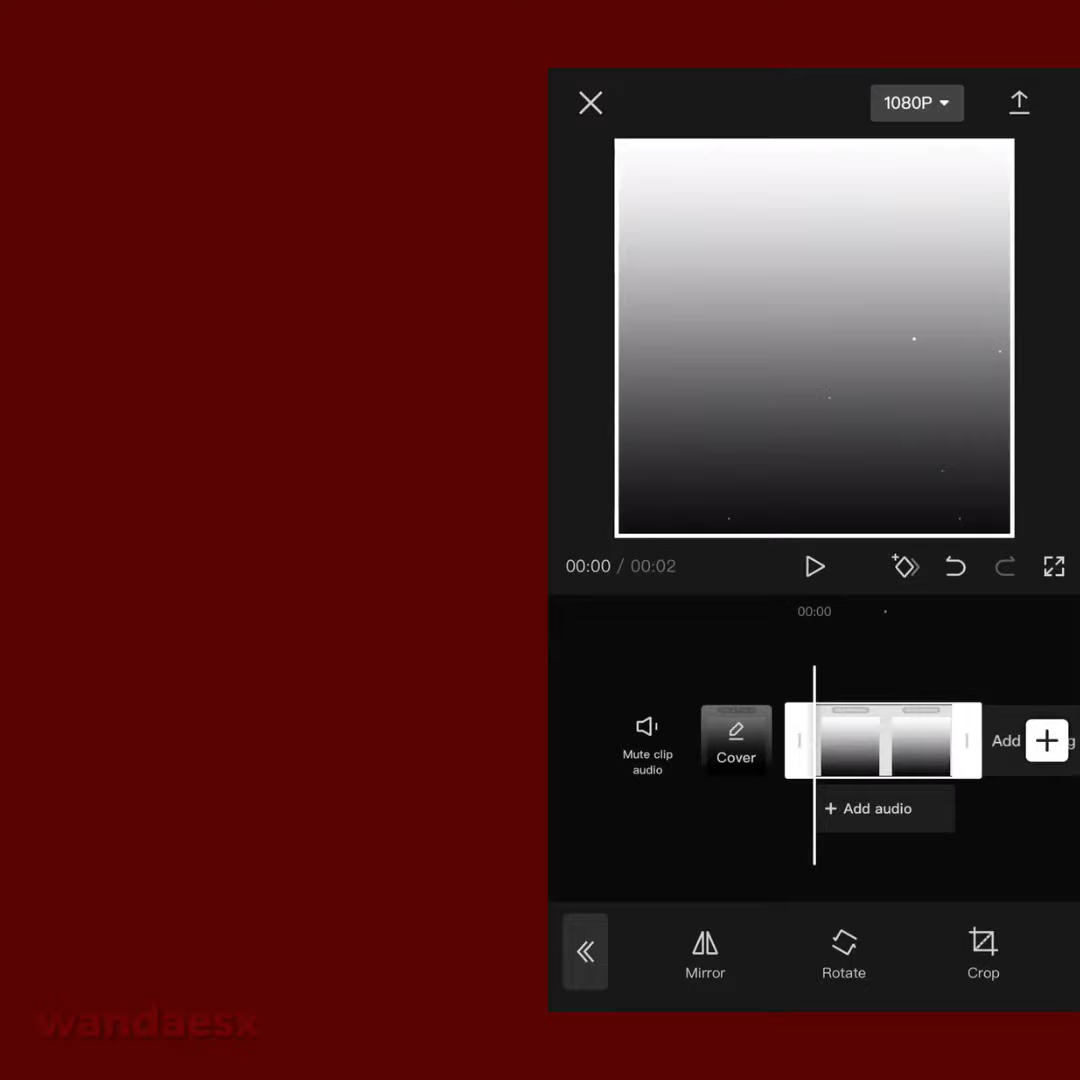 1080P
00:00 / 00:02
00:00
Mute clip
audio
Cover
Add
g
+ Add audio
Mirror
Rotate
Crop
wandaesx